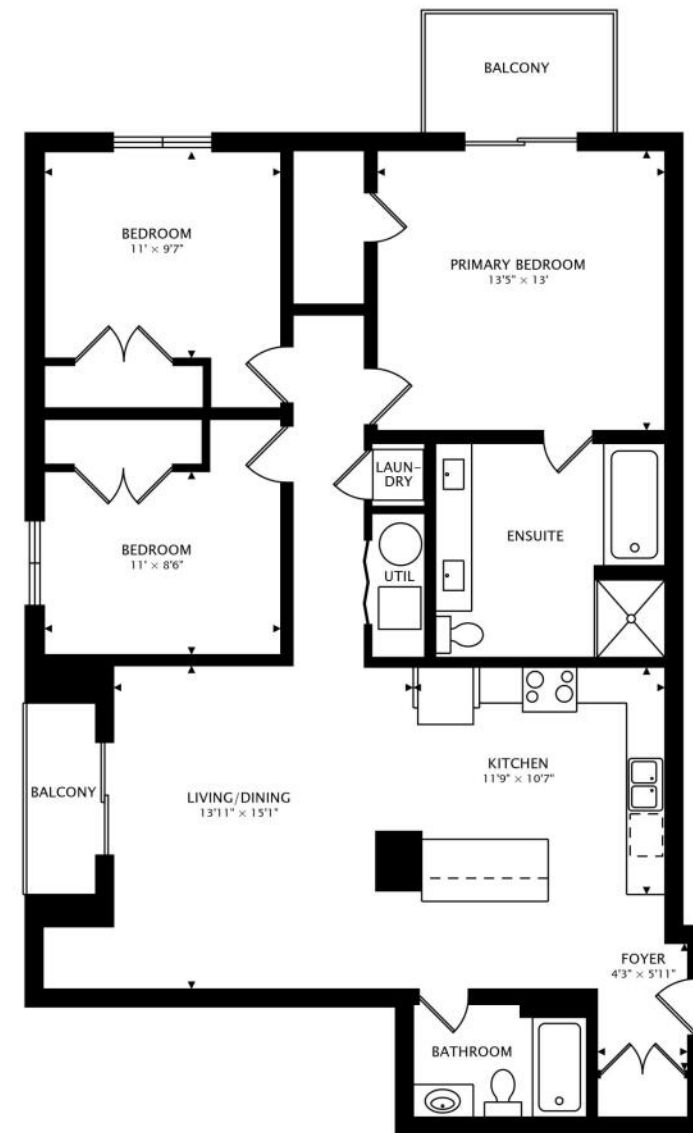 BALCONY
BEDROOM
11' × 9'7"
PRIMARY BEDROOM
13'5" × 13'
LAUN-
DRY
ENSUITE
BEDROOM
11' × 8'6"
UTIL
KITCHEN
11'9" × 10'7"
BALCONY
LIVING/DINING
13'11" × 15'1"
FOYER
4'3" × 5'11"
BATHROOM